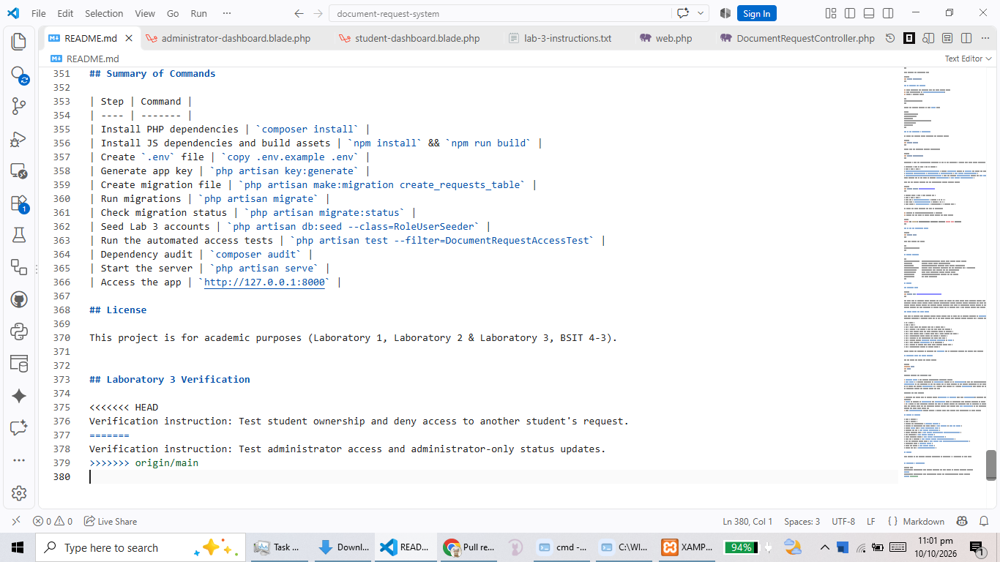 File Edit Selection View Go Run ··· document-request-system Sign In
README.md administrator-dashboard.blade.php student-dashboard.blade.php lab-3-instructions.txt web.php DocumentRequestController.php
README.md Text Editor
351 ## Summary of Commands
352
353 | Step | Command |
354 | ---- | ------- |
355 | Install PHP dependencies | `composer install` |
356 | Install JS dependencies and build assets | `npm install` && `npm run build` |
357 | Create `.env` file | `copy .env.example .env` |
358 | Generate app key | `php artisan key:generate` |
359 | Create migration file | `php artisan make:migration create_requests_table` |
360 | Run migrations | `php artisan migrate` |
361 | Check migration status | `php artisan migrate:status` |
362 | Seed Lab 3 accounts | `php artisan db:seed --class=RoleUserSeeder` |
363 | Run the automated access tests | `php artisan test --filter=DocumentRequestAccessTest` |
364 | Dependency audit | `composer audit` |
365 | Start the server | `php artisan serve` |
366 | Access the app | `http://127.0.0.1:8000` |
367
368 ## License
369
370 This project is for academic purposes (Laboratory 1, Laboratory 2 & Laboratory 3, BSIT 4-3).
371
372
373 ## Laboratory 3 Verification
374
375 <<<<<<< HEAD
376 Verification instruction: Test student ownership and deny access to another student's request.
377 =======
378 Verification instruction: Test administrator access and administrator-only status updates.
379 >>>>>>> origin/main
380
1
0 0 Live Share Ln 380, Col 1 Spaces: 3 UTF-8 LF {} Markdown
Type here to search Task ... Downl... READ... Pull re... cmd -... C:\WI... XAMP... 94% 11:01 pm
10/10/2026 1